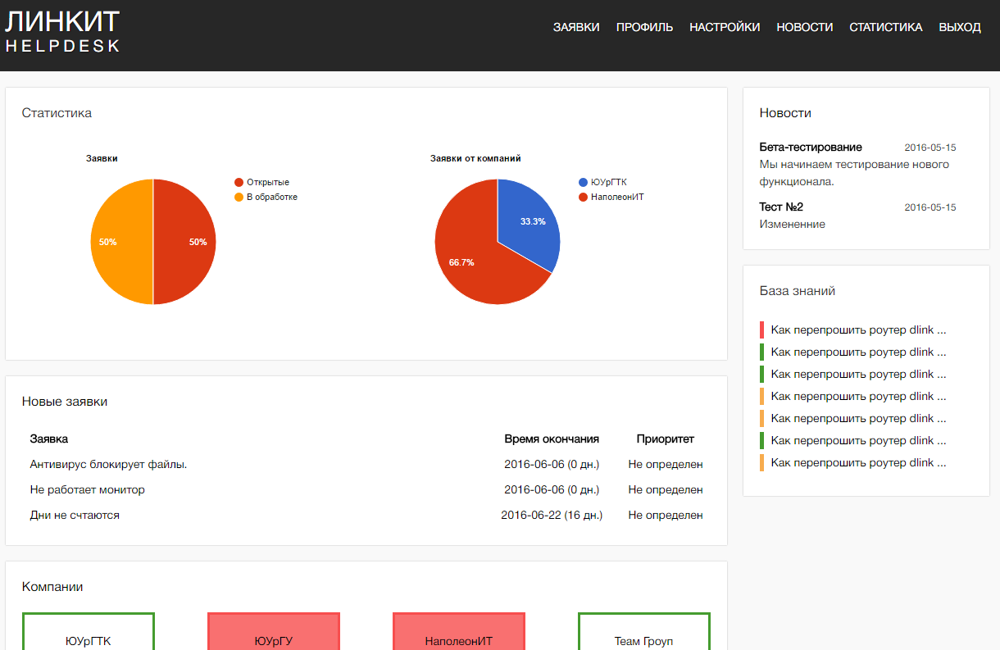 ЛИНКИТ
HELPDESK
ЗАЯВКИ ПРОФИЛЬ НАСТРОЙКИ НОВОСТИ СТАТИСТИКА ВЫХОД
Статистика
Заявки
Открытые
В обработке
50% 50%
Заявки от компаний
ЮУрГТК
НаполеонИТ
33.3%
66.7%
Новые заявки
Заявка Время окончания Приоритет
Антивирус блокирует файлы. 2016-06-06 (0 дн.) Не определен
Не работает монитор 2016-06-06 (0 дн.) Не определен
Дни не счтаются 2016-06-22 (16 дн.) Не определен
Компании
ЮУрГТК ЮУрГУ НаполеонИТ Теам Гроуп
Новости
Бета-тестирование 2016-05-15
Мы начинаем тестирование нового
функционала.
Тест №2 2016-05-15
Измененние
База знаний
Как перепрошить роутер dlink ...
Как перепрошить роутер dlink ...
Как перепрошить роутер dlink ...
Как перепрошить роутер dlink ...
Как перепрошить роутер dlink ...
Как перепрошить роутер dlink ...
Как перепрошить роутер dlink ...